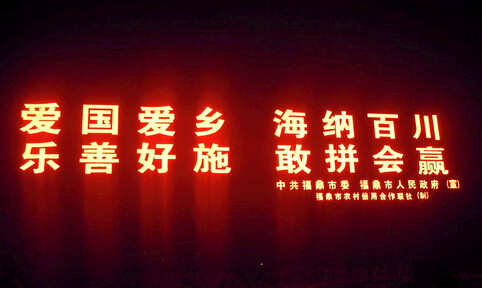 爱国爱乡 海纳百川
乐善好施 敢拼会赢
中共福鼎市委 福鼎市人民政府(宣)
福鼎市农村信用合作联社(制)